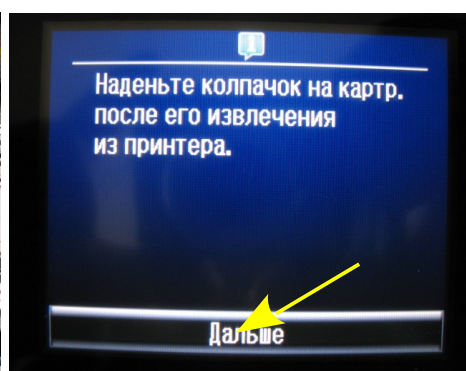 Наденьте колпачок на картр.
после его извлечения
из принтера.
Дальше